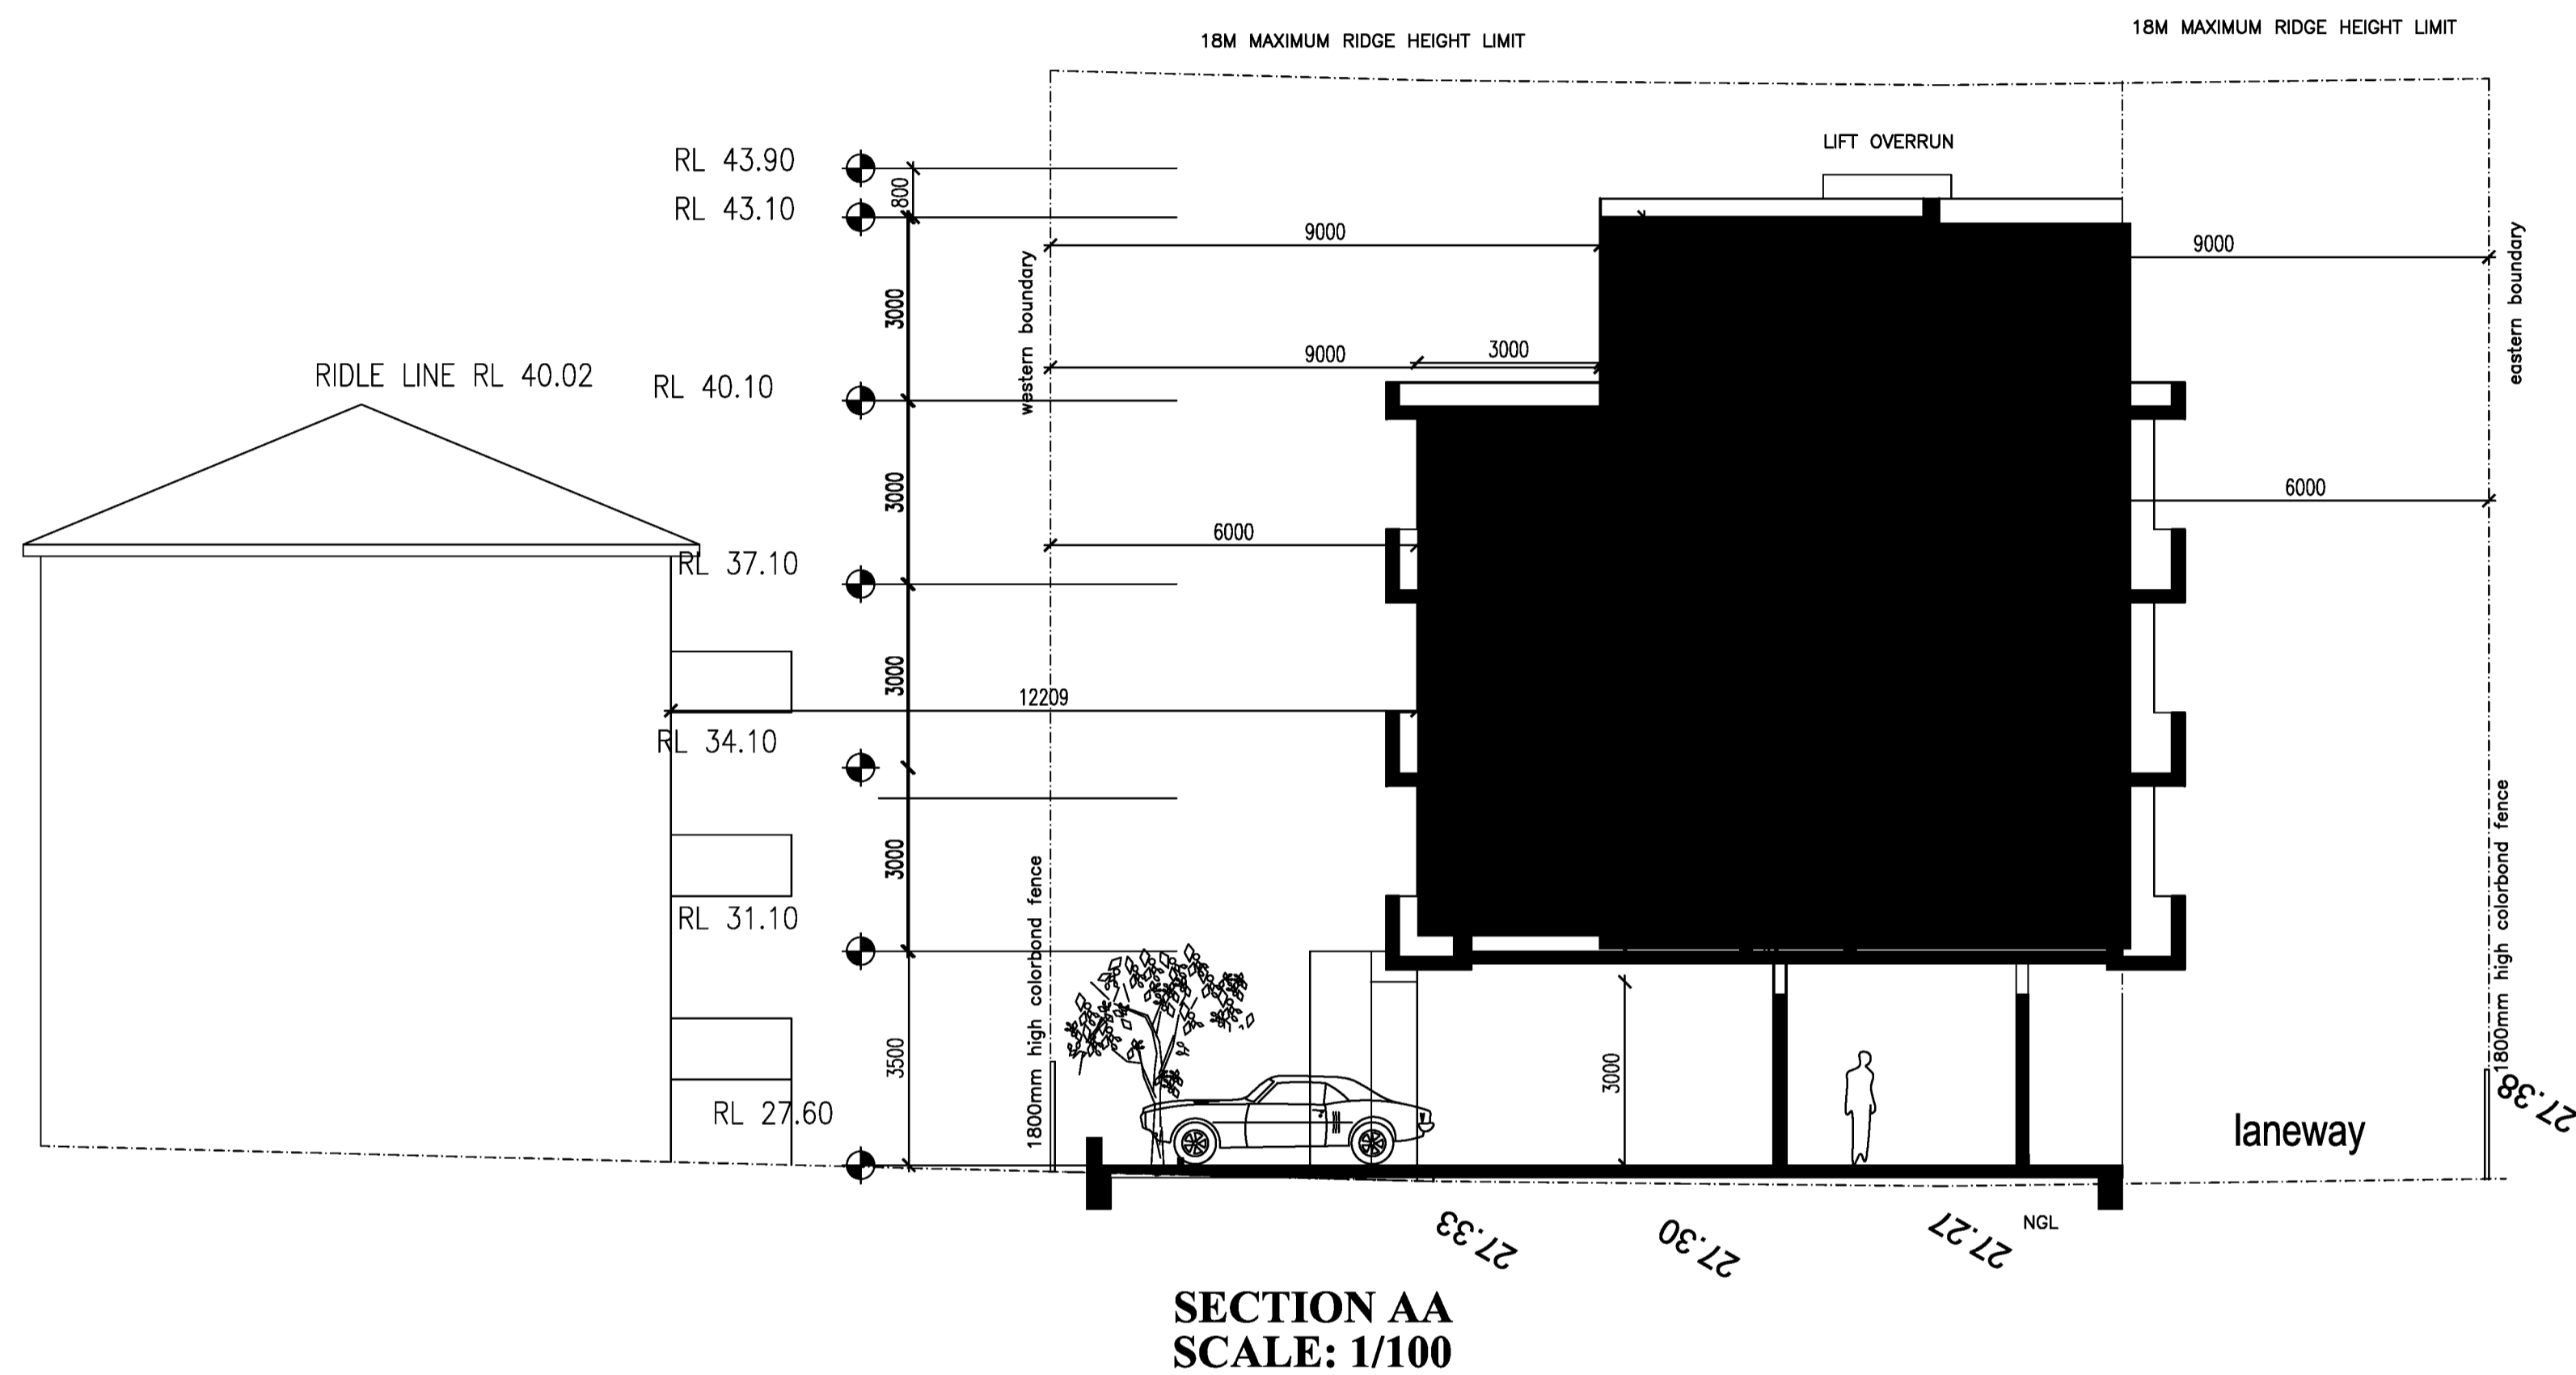 18M MAXIMUM RIDGE HEIGHT LIMIT
18M MAXIMUM RIDGE HEIGHT LIMIT
LIFT OVERRUN
RL 43.90
800
RL 43.10
9000
9000
western boundary
eastern boundary
3000
9000
3000
RIDLE LINE RL 40.02
RL 40.10
3000
6000
6000
RL 37.10
3000
12209
RL 34.10
3000
1800mm high colorbond fence
1800mm high colorbond fence
RL 31.10
3500
3000
RL 27.60
laneway
27.38
27.33
27.30
27.27
NGL
SECTION AA
SCALE: 1/100